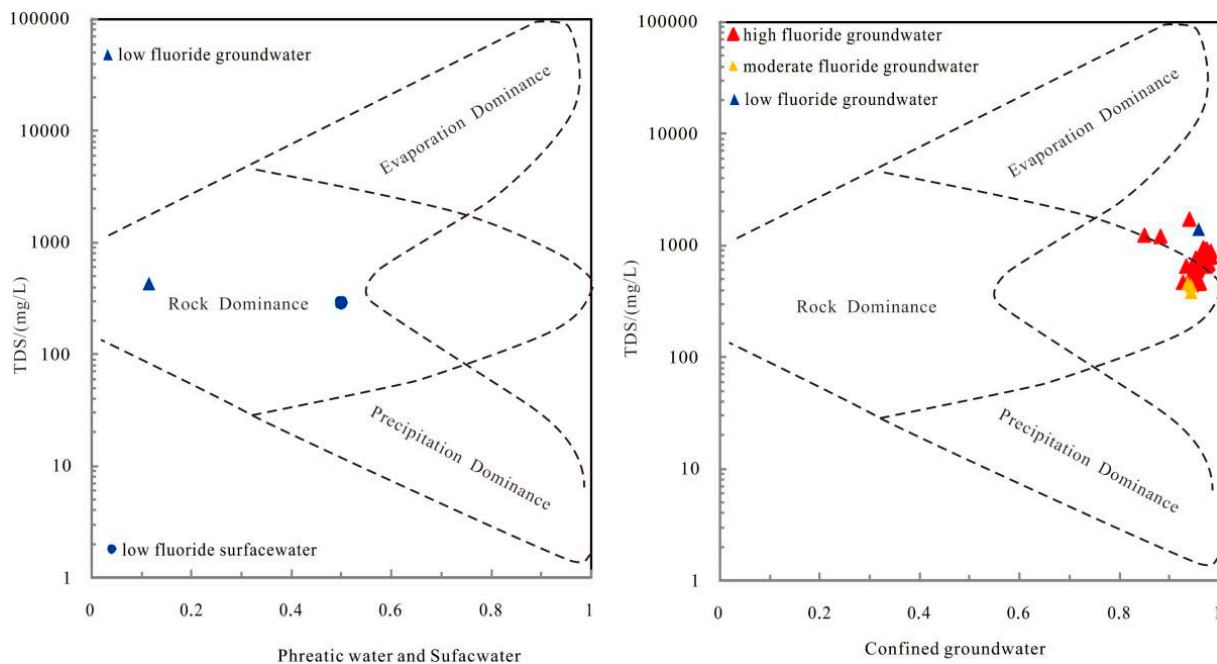 100000
10000
1000
100
10
1
TDS/(mg/L)
low fluoride groundwater
Evaporation Dominance
Rock Dominance
Precipitation Dominance
low fluoride surfacewater
0 0.2 0.4 0.6 0.8 1
Phreatic water and Sufacwater
100000
10000
1000
100
10
1
TDS/(mg/L)
high fluoride groundwater
moderate fluoride groundwater
low fluoride groundwater
Evaporation Dominance
Rock Dominance
Precipitation Dominance
0 0.2 0.4 0.6 0.8 1
Confined groundwater